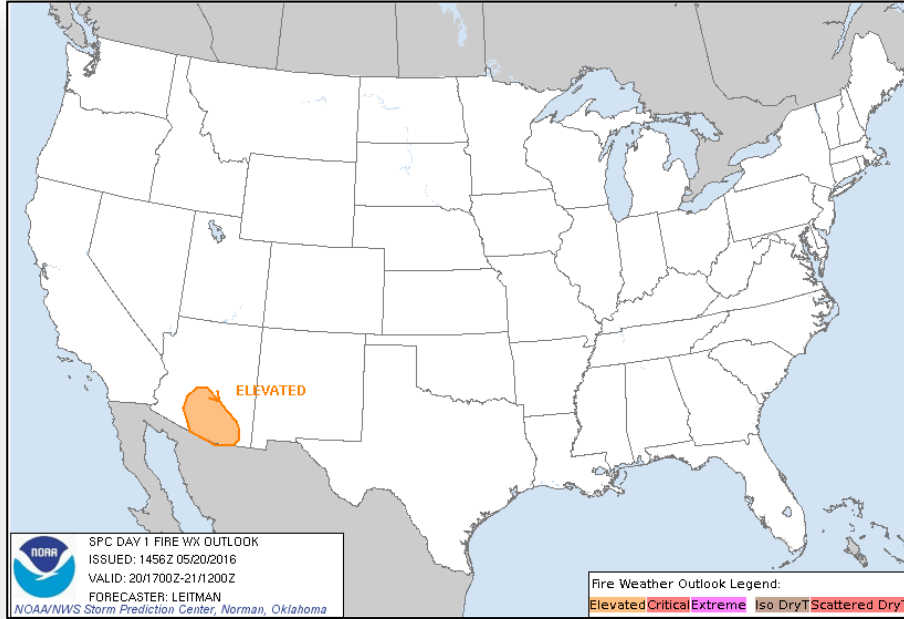 ELEVATED
SPC DAY 1 FIRE WX OUTLOOK
ISSUED: 1456Z 05/20/2016
VALID: 20/1700Z-21/1200Z
FORECASTER: LEITMAN
NOAA/NWS Storm Prediction Center, Norman, Oklahoma
NOAA
Fire Weather Outlook Legend:
Elevated Critical Extreme Iso DryT Scattered DryT